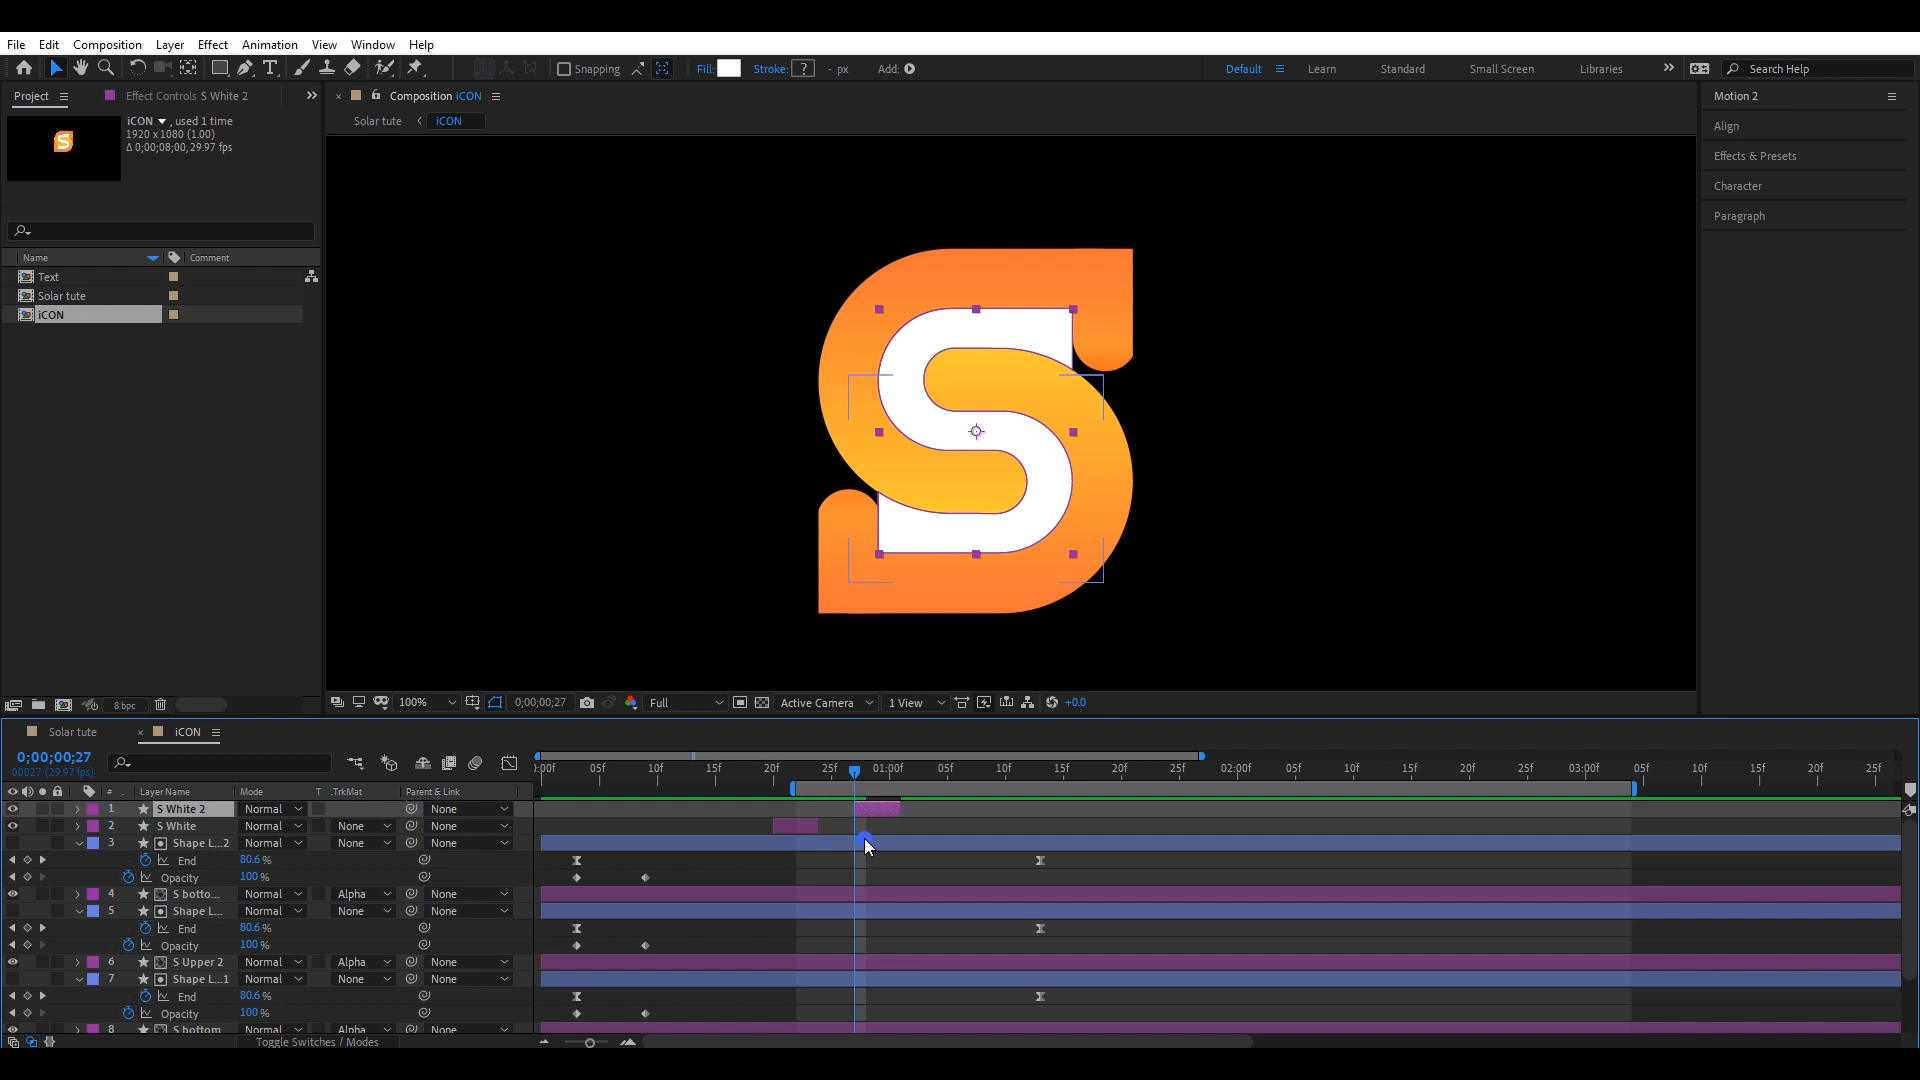 File Edit Composition Layer Effect Animation View Window Help
Snapping Fill: Stroke: ? - px Add: Default Learn Standard Small Screen Libraries Search Help
Project Effect Controls S White 2
Composition iCON
Motion 2
iCON , used 1 time
1920 x 1080 (1.00)
Δ 0;00;08;00, 29.97 fps
Solar tute < iCON
Align
Effects & Presets
Character
Paragraph
Name Comment
Text
Solar tute
iCON
S
8 bpc
100% 0;00;00;27 Full Active Camera 1 View +0.0
Solar tute × iCON
0;00;00;27
00027 (29.97 fps)
):00f 05f 10f 15f 20f 25f 01:00f 05f 10f 15f 20f 25f 02:00f 05f 10f 15f 20f 25f 03:00f 05f 10f 15f 20f 25f
# Layer Name Mode T .TrkMat Parent & Link
1 S White 2 Normal None
2 S White Normal None None
3 Shape L...2 Normal None None
End 80.6 %
Opacity 100 %
4 S botto... Normal Alpha None
5 Shape L... Normal None None
End 80.6 %
Opacity 100 %
6 S Upper 2 Normal Alpha None
7 Shape L...1 Normal None None
End 80.6 %
Opacity 100 %
8 S bottom Normal Alpha None
Toggle Switches / Modes